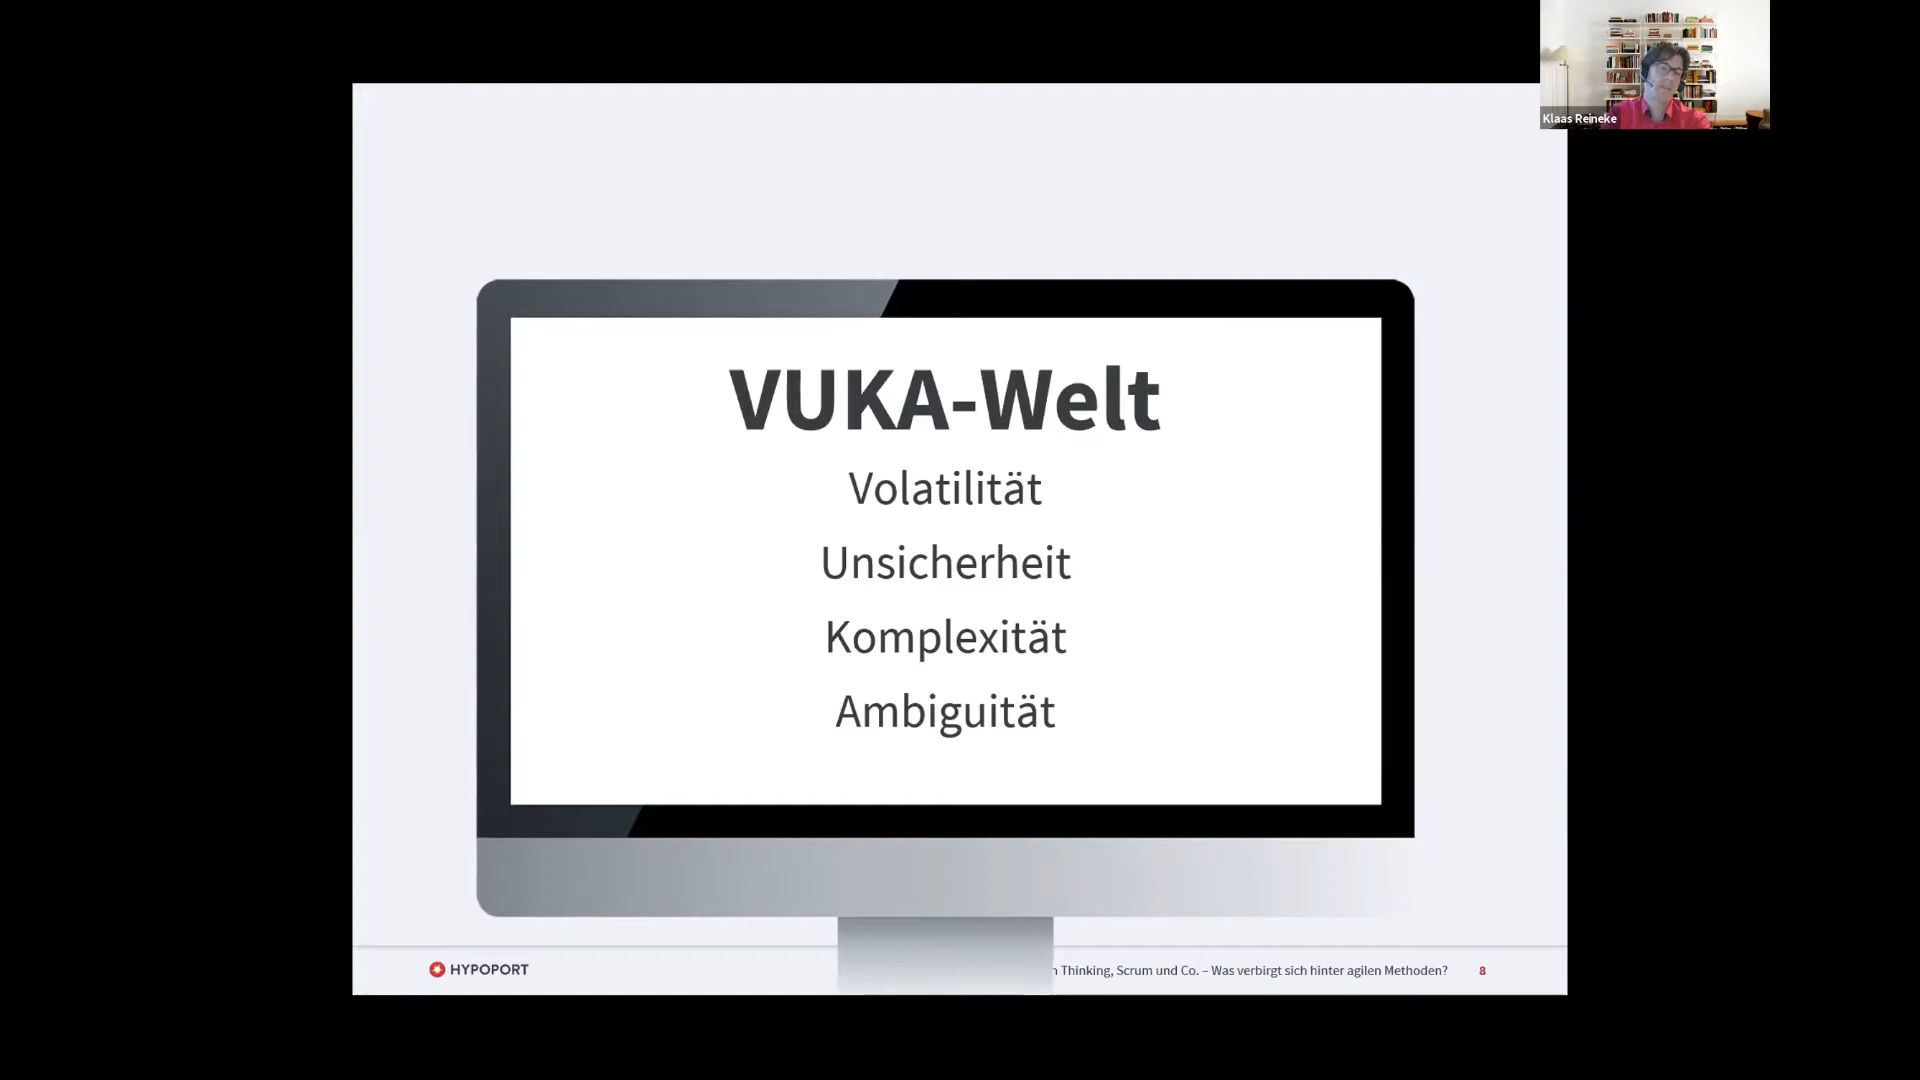 Klaas Reineke
VUKA-Welt
Volatilität
Unsicherheit
Komplexität
Ambiguität
HYPOPORT
Thinking, Scrum und Co. – Was verbirgt sich hinter agilen Methoden? 8